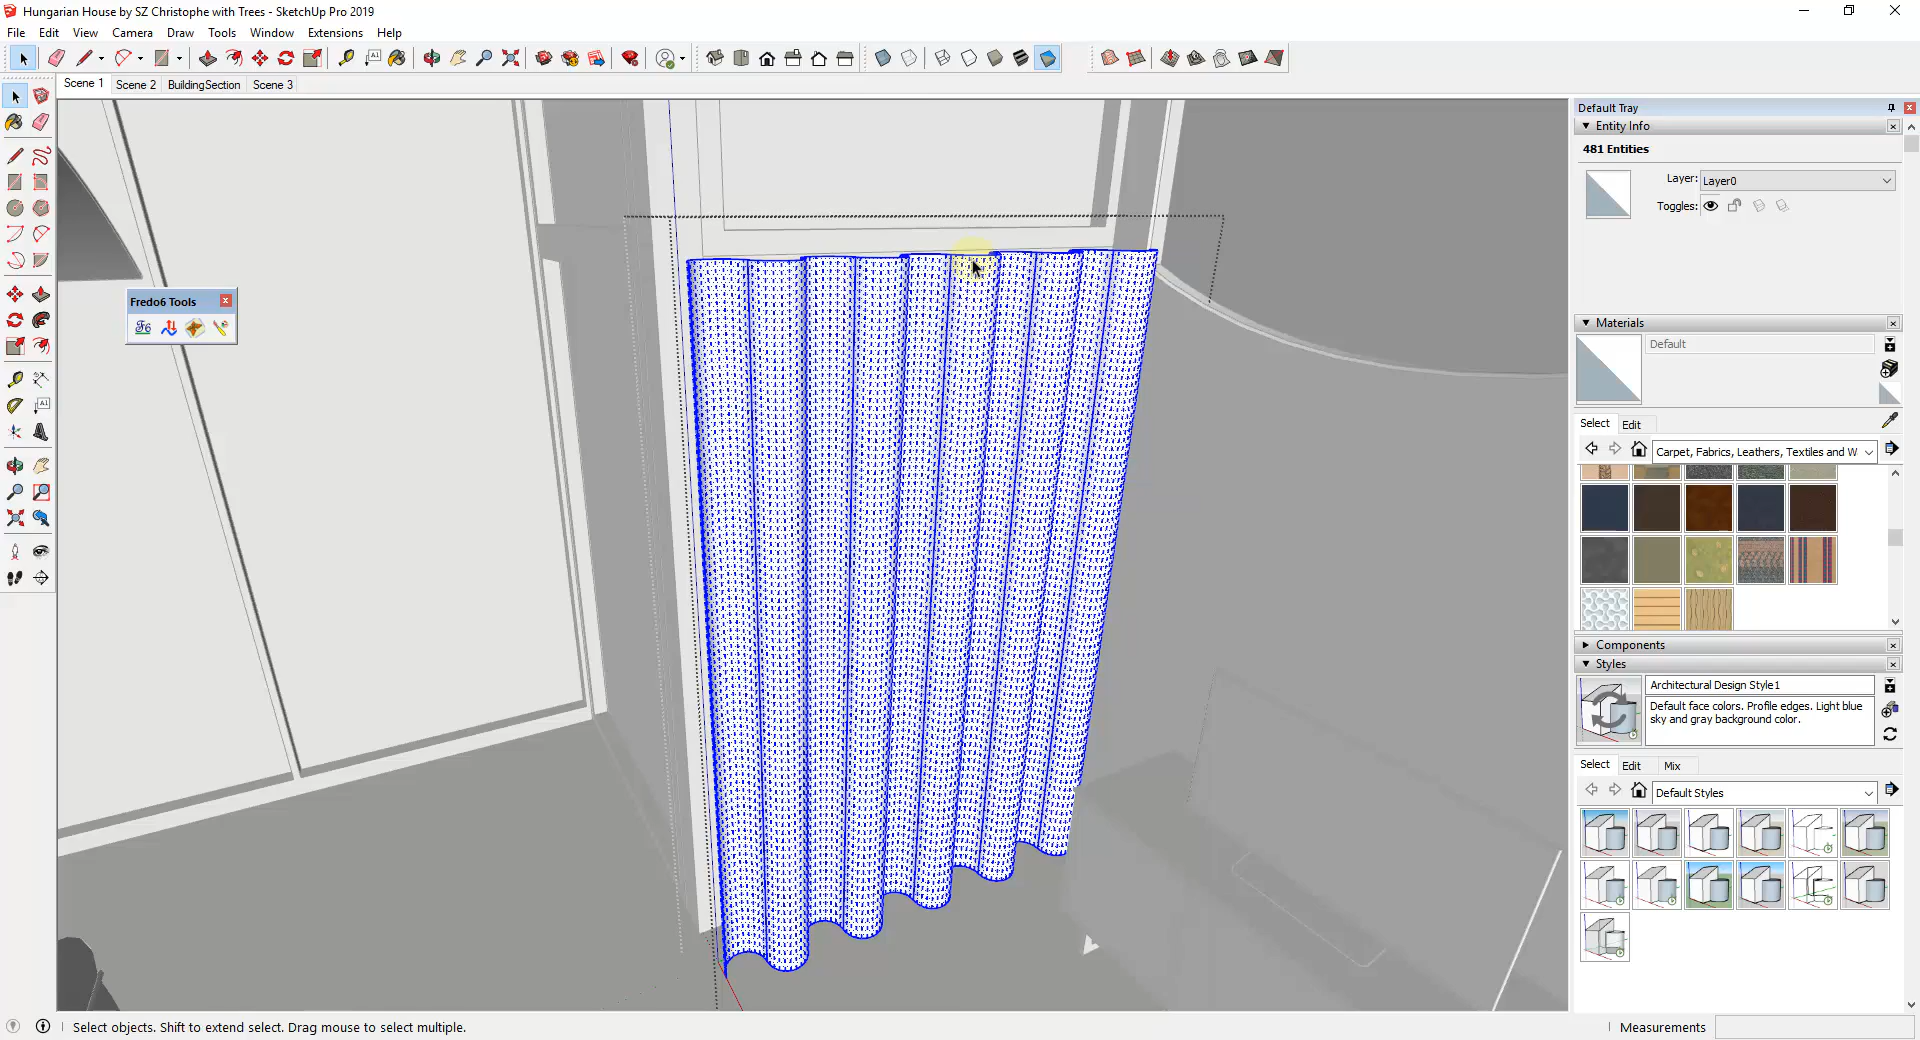 Hungarian House by SZ Christophe with Trees - SketchUp Pro 2019
File Edit View Camera Draw Tools Window Extensions Help
Scene 1 Scene 2 BuildingSection Scene 3
Default Tray
Entity Info
481 Entities
Layer: Layer0
Toggles:
Fredo6 Tools
Materials
Default
Select Edit
Carpet, Fabrics, Leathers, Textiles and W
Components
Styles
Architectural Design Style1
Default face colors. Profile edges. Light blue
sky and gray background color.
Select Edit Mix
Default Styles
Select objects. Shift to extend select. Drag mouse to select multiple.
Measurements